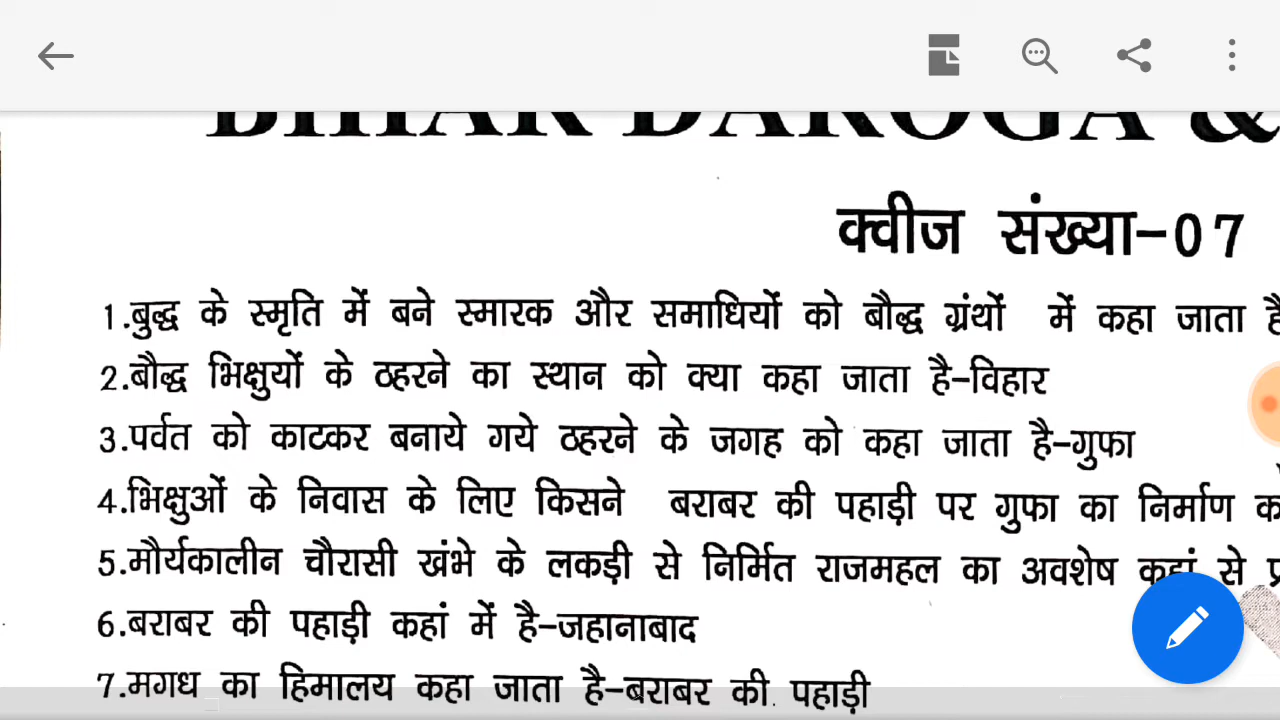 BIHAR DAROGA &
क्वीज संख्या-07
1.बुद्ध के स्मृति में बने स्मारक और समाधियों को बौद्ध ग्रंथों में कहा जाता है
2.बौद्ध भिक्षुयों के ठहरने का स्थान को क्या कहा जाता है-विहार
3.पर्वत को काटकर बनाये गये ठहरने के जगह को कहा जाता है-गुफा
4.भिक्षुओं के निवास के लिए किसने बराबर की पहाड़ी पर गुफा का निर्माण
5.मौर्यकालीन चौरासी खंभे के लकड़ी से निर्मित राजमहल का अवशेष कहां से
6.बराबर की पहाड़ी कहां में है-जहानाबाद
7.मगध का हिमालय कहा जाता है-बराबर की पहाड़ी